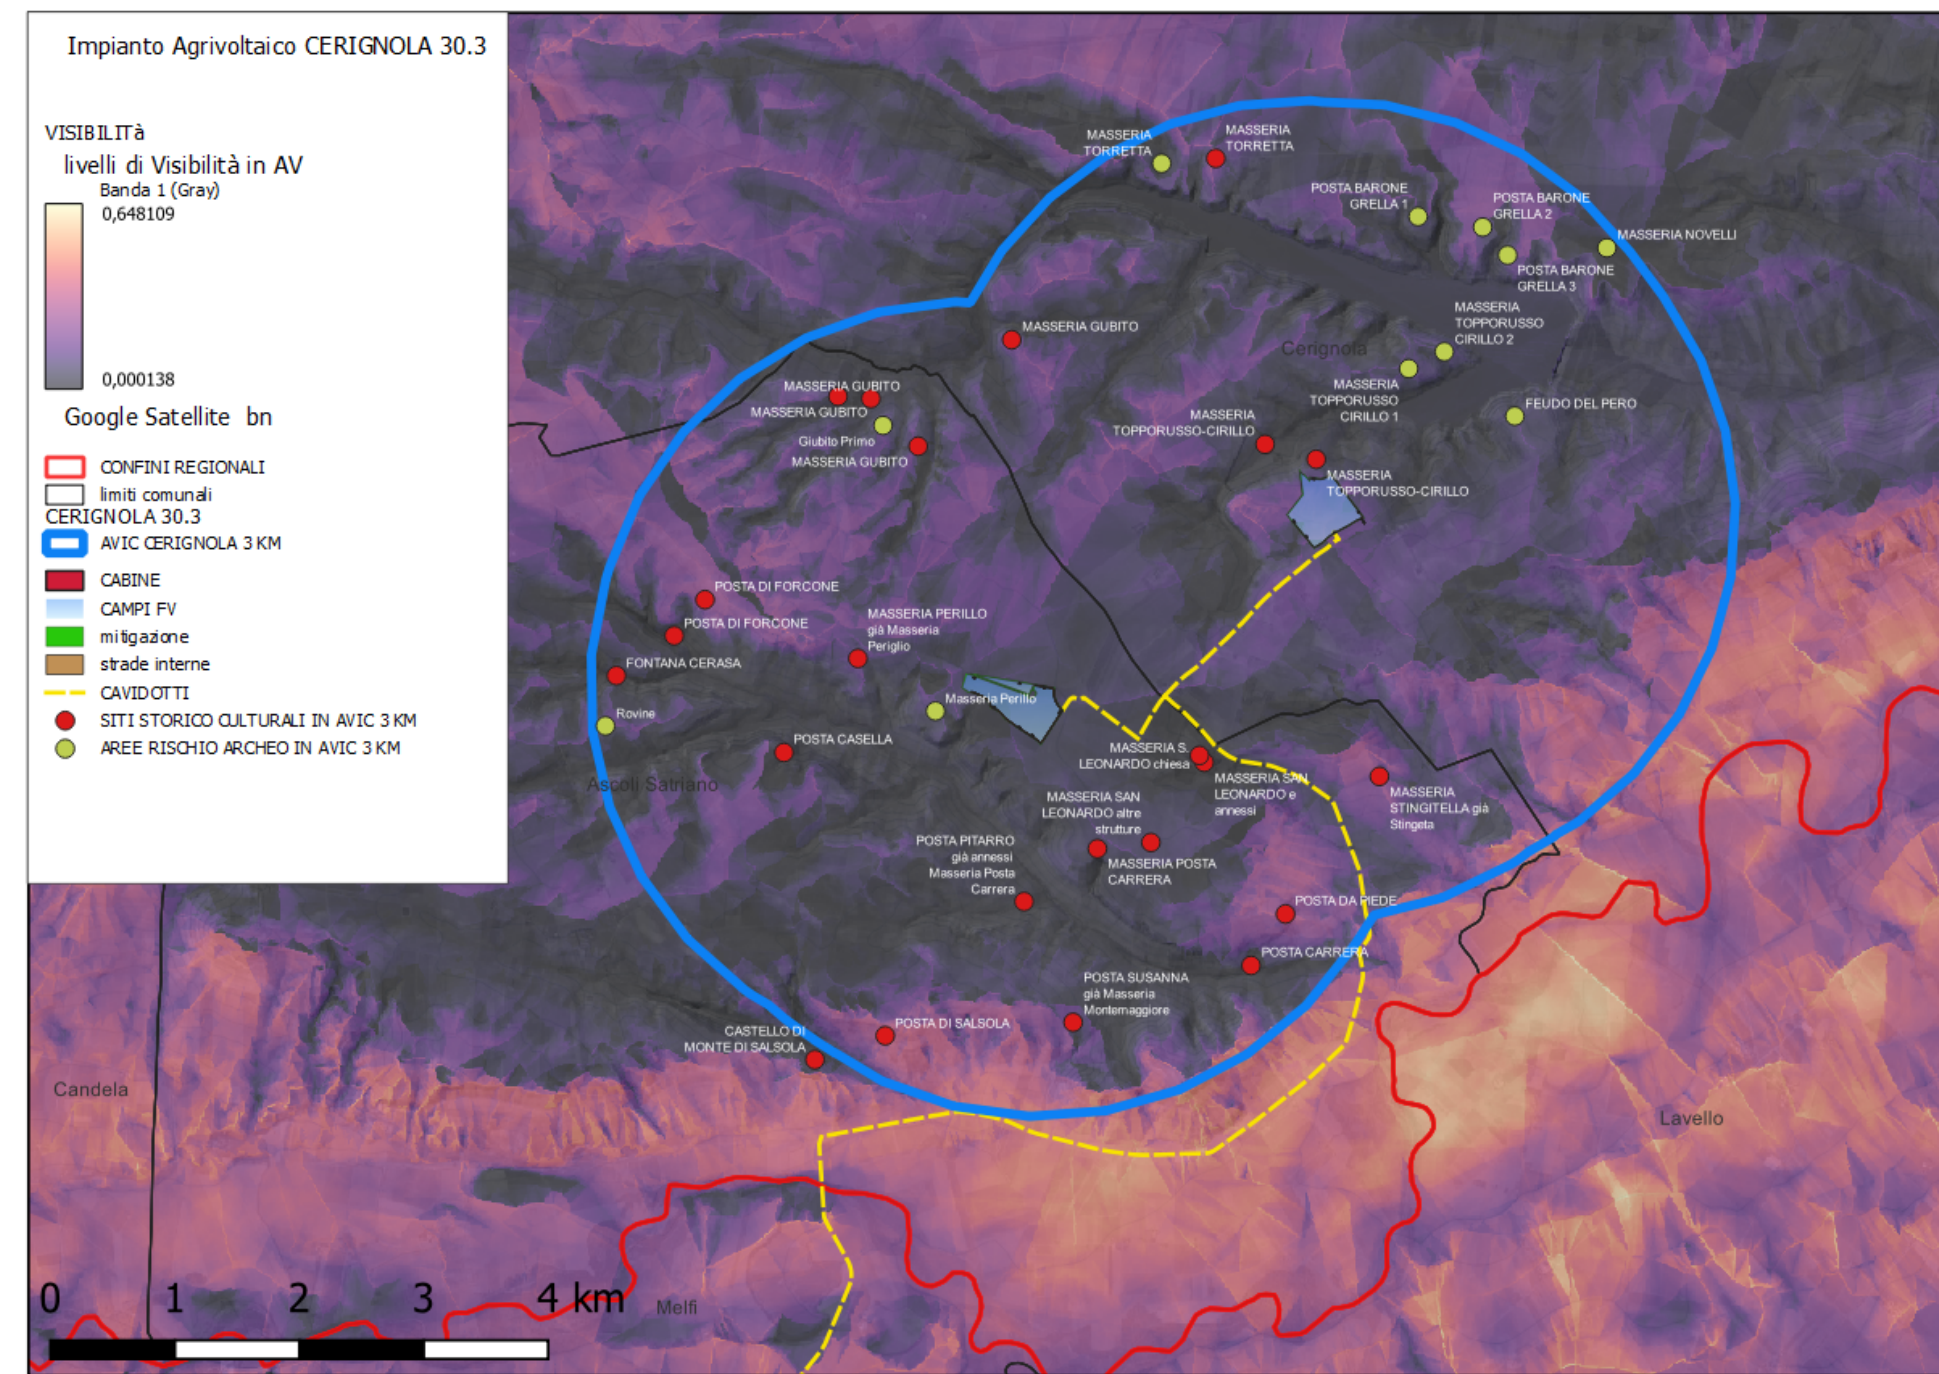 Impianto Agrivoltaico CERIGNOLA 30.3
VISIBILITà
livelli di Visibilità in AV
Banda 1 (Gray)
0,648109
0,000138
Google Satellite bn
CONFINI REGIONALI
limiti comunali
CERIGNOLA 30.3
AVIC CERIGNOLA 3 KM
CABINE
CAMPI FV
mitigazione
strade interne
CAVIDOTTI
SITI STORICO CULTURALI IN AVIC 3 KM
AREE RISCHIO ARCHEO IN AVIC 3 KM
MASSERIA
TORRETTA
MASSERIA
TORRETTA
POSTA BARONE
GRELLA 1
POSTA BARONE
GRELLA 2
MASSERIA NOVELLI
POSTA BARONE
GRELLA 3
MASSERIA
TOPPORUSSO
CIRILLO 2
MASSERIA GUBITO
Cerignola
MASSERIA
TOPPORUSSO
CIRILLO 1
FEUDO DEL PERO
MASSERIA GUBITO
MASSERIA GUBITO
Giubito Primo
MASSERIA GUBITO
MASSERIA
TOPPORUSSO-CIRILLO
MASSERIA
TOPPORUSSO-CIRILLO
POSTA DI FORCONE
POSTA DI FORCONE
MASSERIA PERILLO
già Masseria
Periglio
FONTANA CERASA
Rovine
Masseria Perillo
POSTA CASELLA
Ascoli Satriano
MASSERIA S.
LEONARDO chiesa
MASSERIA SAN
LEONARDO e
annessi
MASSERIA
STINGITELLA già
Stingeta
MASSERIA SAN
LEONARDO altre
strutture
MASSERIA POSTA
CARRERA
POSTA PITARRO
già annessi
Masseria Posta
Carrera
POSTA DA PIEDE
POSTA CARRERA
POSTA SUSANNA
già Masseria
Montemaggiore
POSTA DI SALSOLA
CASTELLO DI
MONTE DI SALSOLA
Candela
Lavello
Melfi
0 1 2 3 4 km